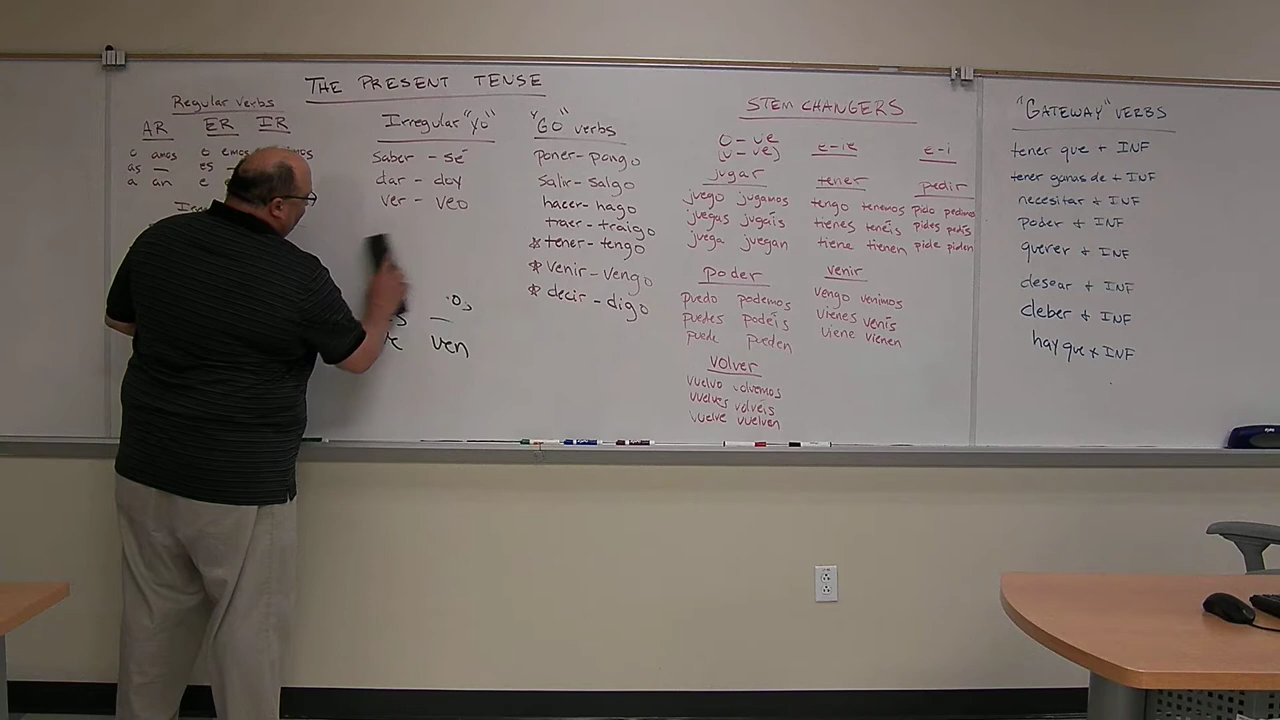 THE PRESENT TENSE
Regular Verbs
AR ER IR
o amos o emos
as — es
a an e
Irregular "Yo"
saber - sé
dar - doy
ver - veo
ven
"GO" verbs
poner - pongo
salir - salgo
hacer - hago
traer - traigo
* tener - tengo
* venir - vengo
* decir - digo
STEM CHANGERS
o - ue
(u - ue)
jugar
juego jugamos
juegas jugaís
juega juegan
poder
puedo podemos
puedes podeís
puede pueden
volver
vuelvo volvemos
vuelves volvéis
vuelve vuelven
e - ie
tener
tengo tenemos
tienes tenéis
tiene tienen
venir
vengo venimos
vienes venís
viene vienen
e - i
pedir
pido pedimos
pides pedís
pide piden
"GATEWAY" VERBS
tener que + INF
tener ganas de + INF
necesitar + INF
poder + INF
querer + INF
desear + INF
deber + INF
hay que + INF